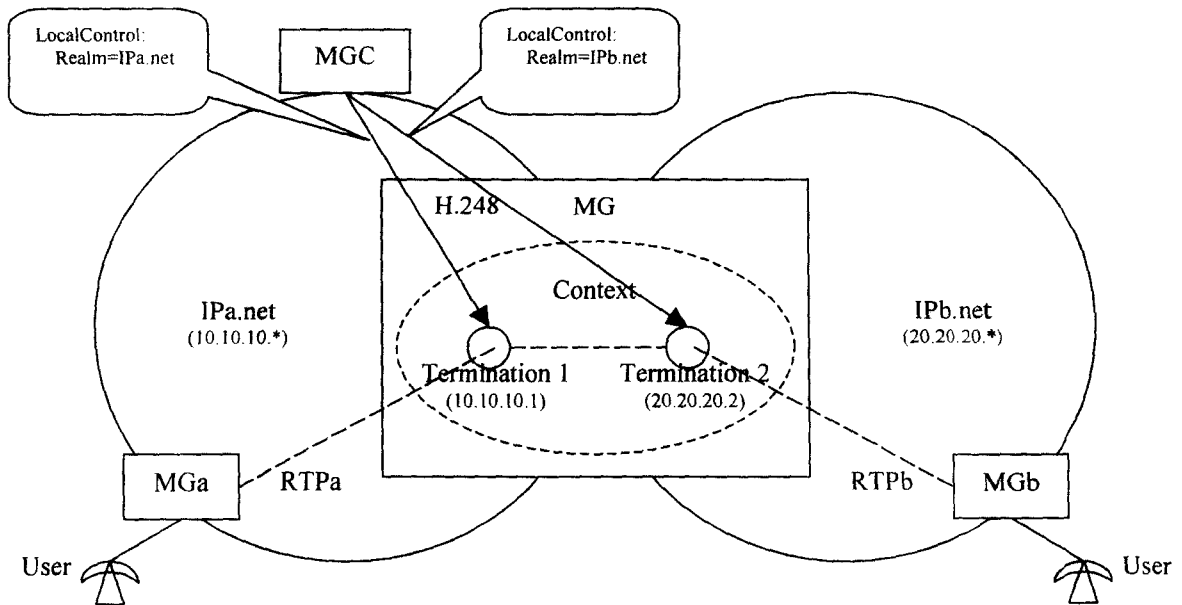 LocalControl:
Realm=IPa.net
MGC
LocalControl:
Realm=IPb.net
H.248
MG
Context
IPa.net
(10.10.10.*)
IPb.net
(20.20.20.*)
Termination 1
(10.10.10.1)
Termination 2
(20.20.20.2)
MGa
RTPa
RTPb
MGb
User
User